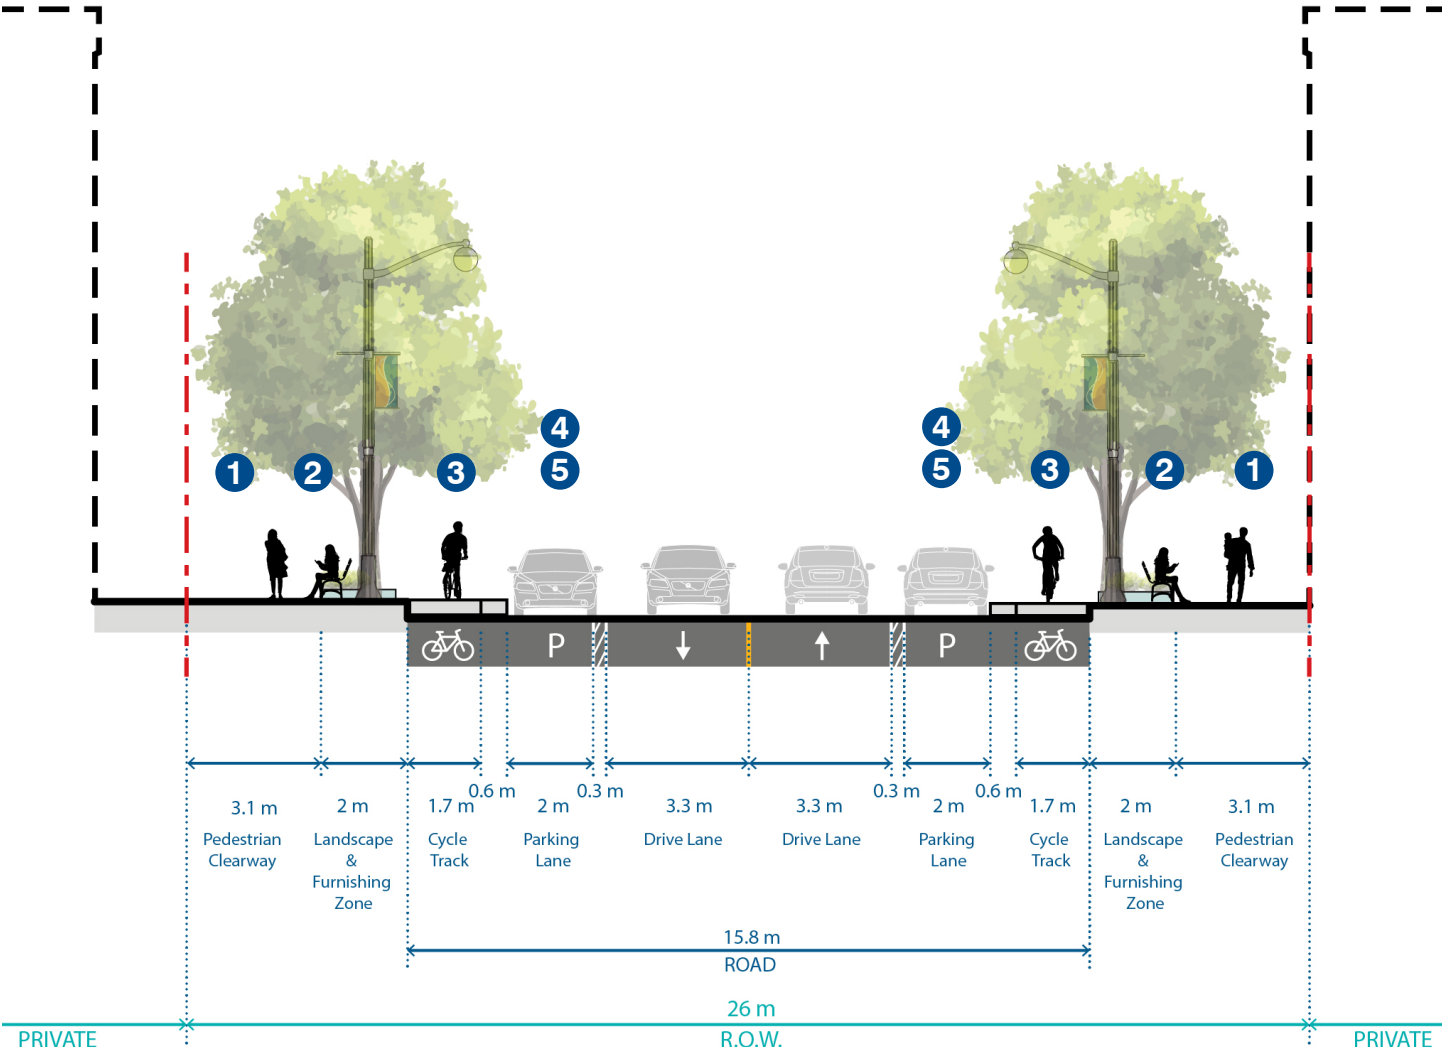 4
4
5
5
1
2
3
3
2
1
P
P
0.6 m
0.3 m
0.3 m
0.6 m
3.1 m
2 m
1.7 m
2 m
3.3 m
3.3 m
2 m
1.7 m
2 m
3.1 m
Pedestrian
Clearway
Landscape
&
Furnishing
Zone
Cycle
Track
Parking
Lane
Drive Lane
Drive Lane
Parking
Lane
Cycle
Track
Landscape
&
Furnishing
Zone
Pedestrian
Clearway
15.8 m
ROAD
26 m
PRIVATE
R.O.W.
PRIVATE